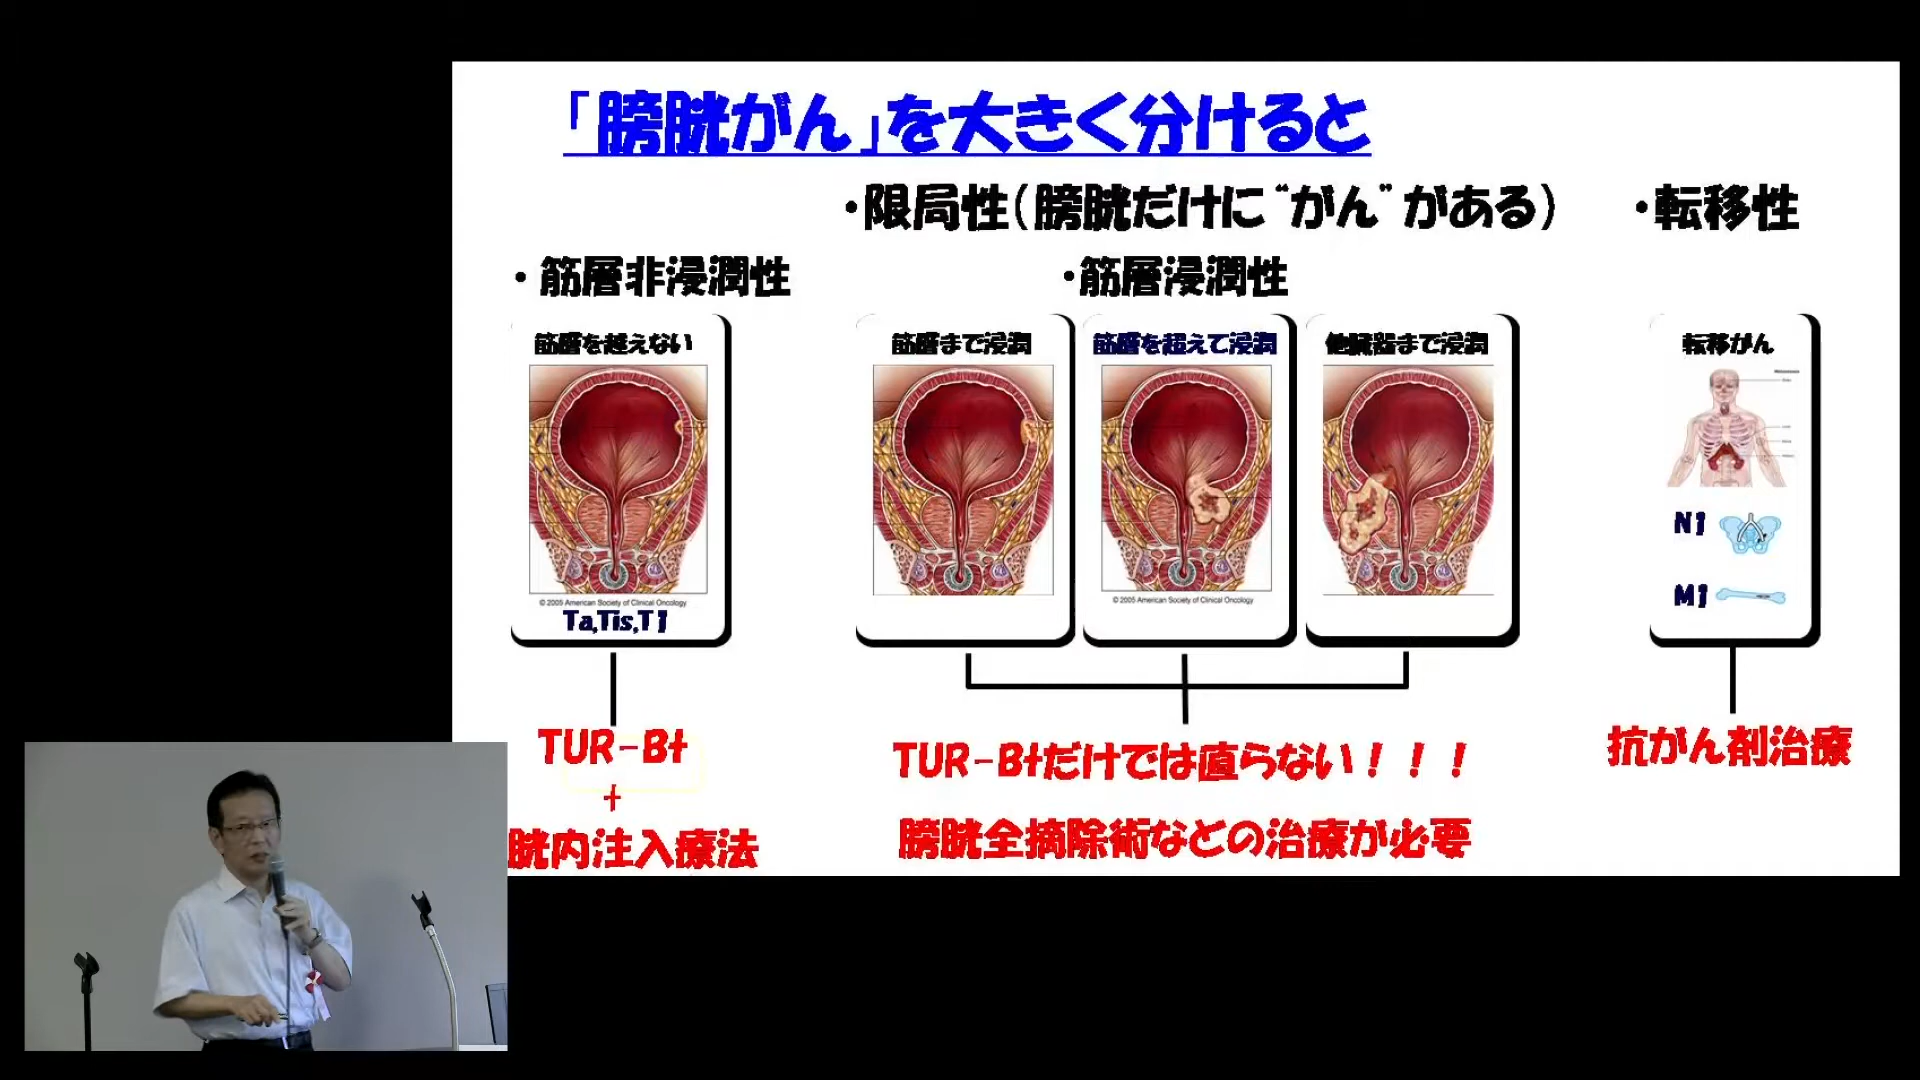 「膀胱がん」を大きく分けると
・限局性（膀胱だけに“がん”がある）
・転移性
・筋層非浸潤性
・筋層浸潤性
筋層を越えない
筋層まで浸潤
筋層を超えて浸潤
他臓器まで浸潤
転移がん
N1
M1
© 2005 American Society of Clinical Oncology
© 2005 American Society of Clinical Oncology
Ta,Tis,T1
TUR-Bt
+
胱内注入療法
TUR-Btだけでは直らない！！！
膀胱全摘除術などの治療が必要
抗がん剤治療